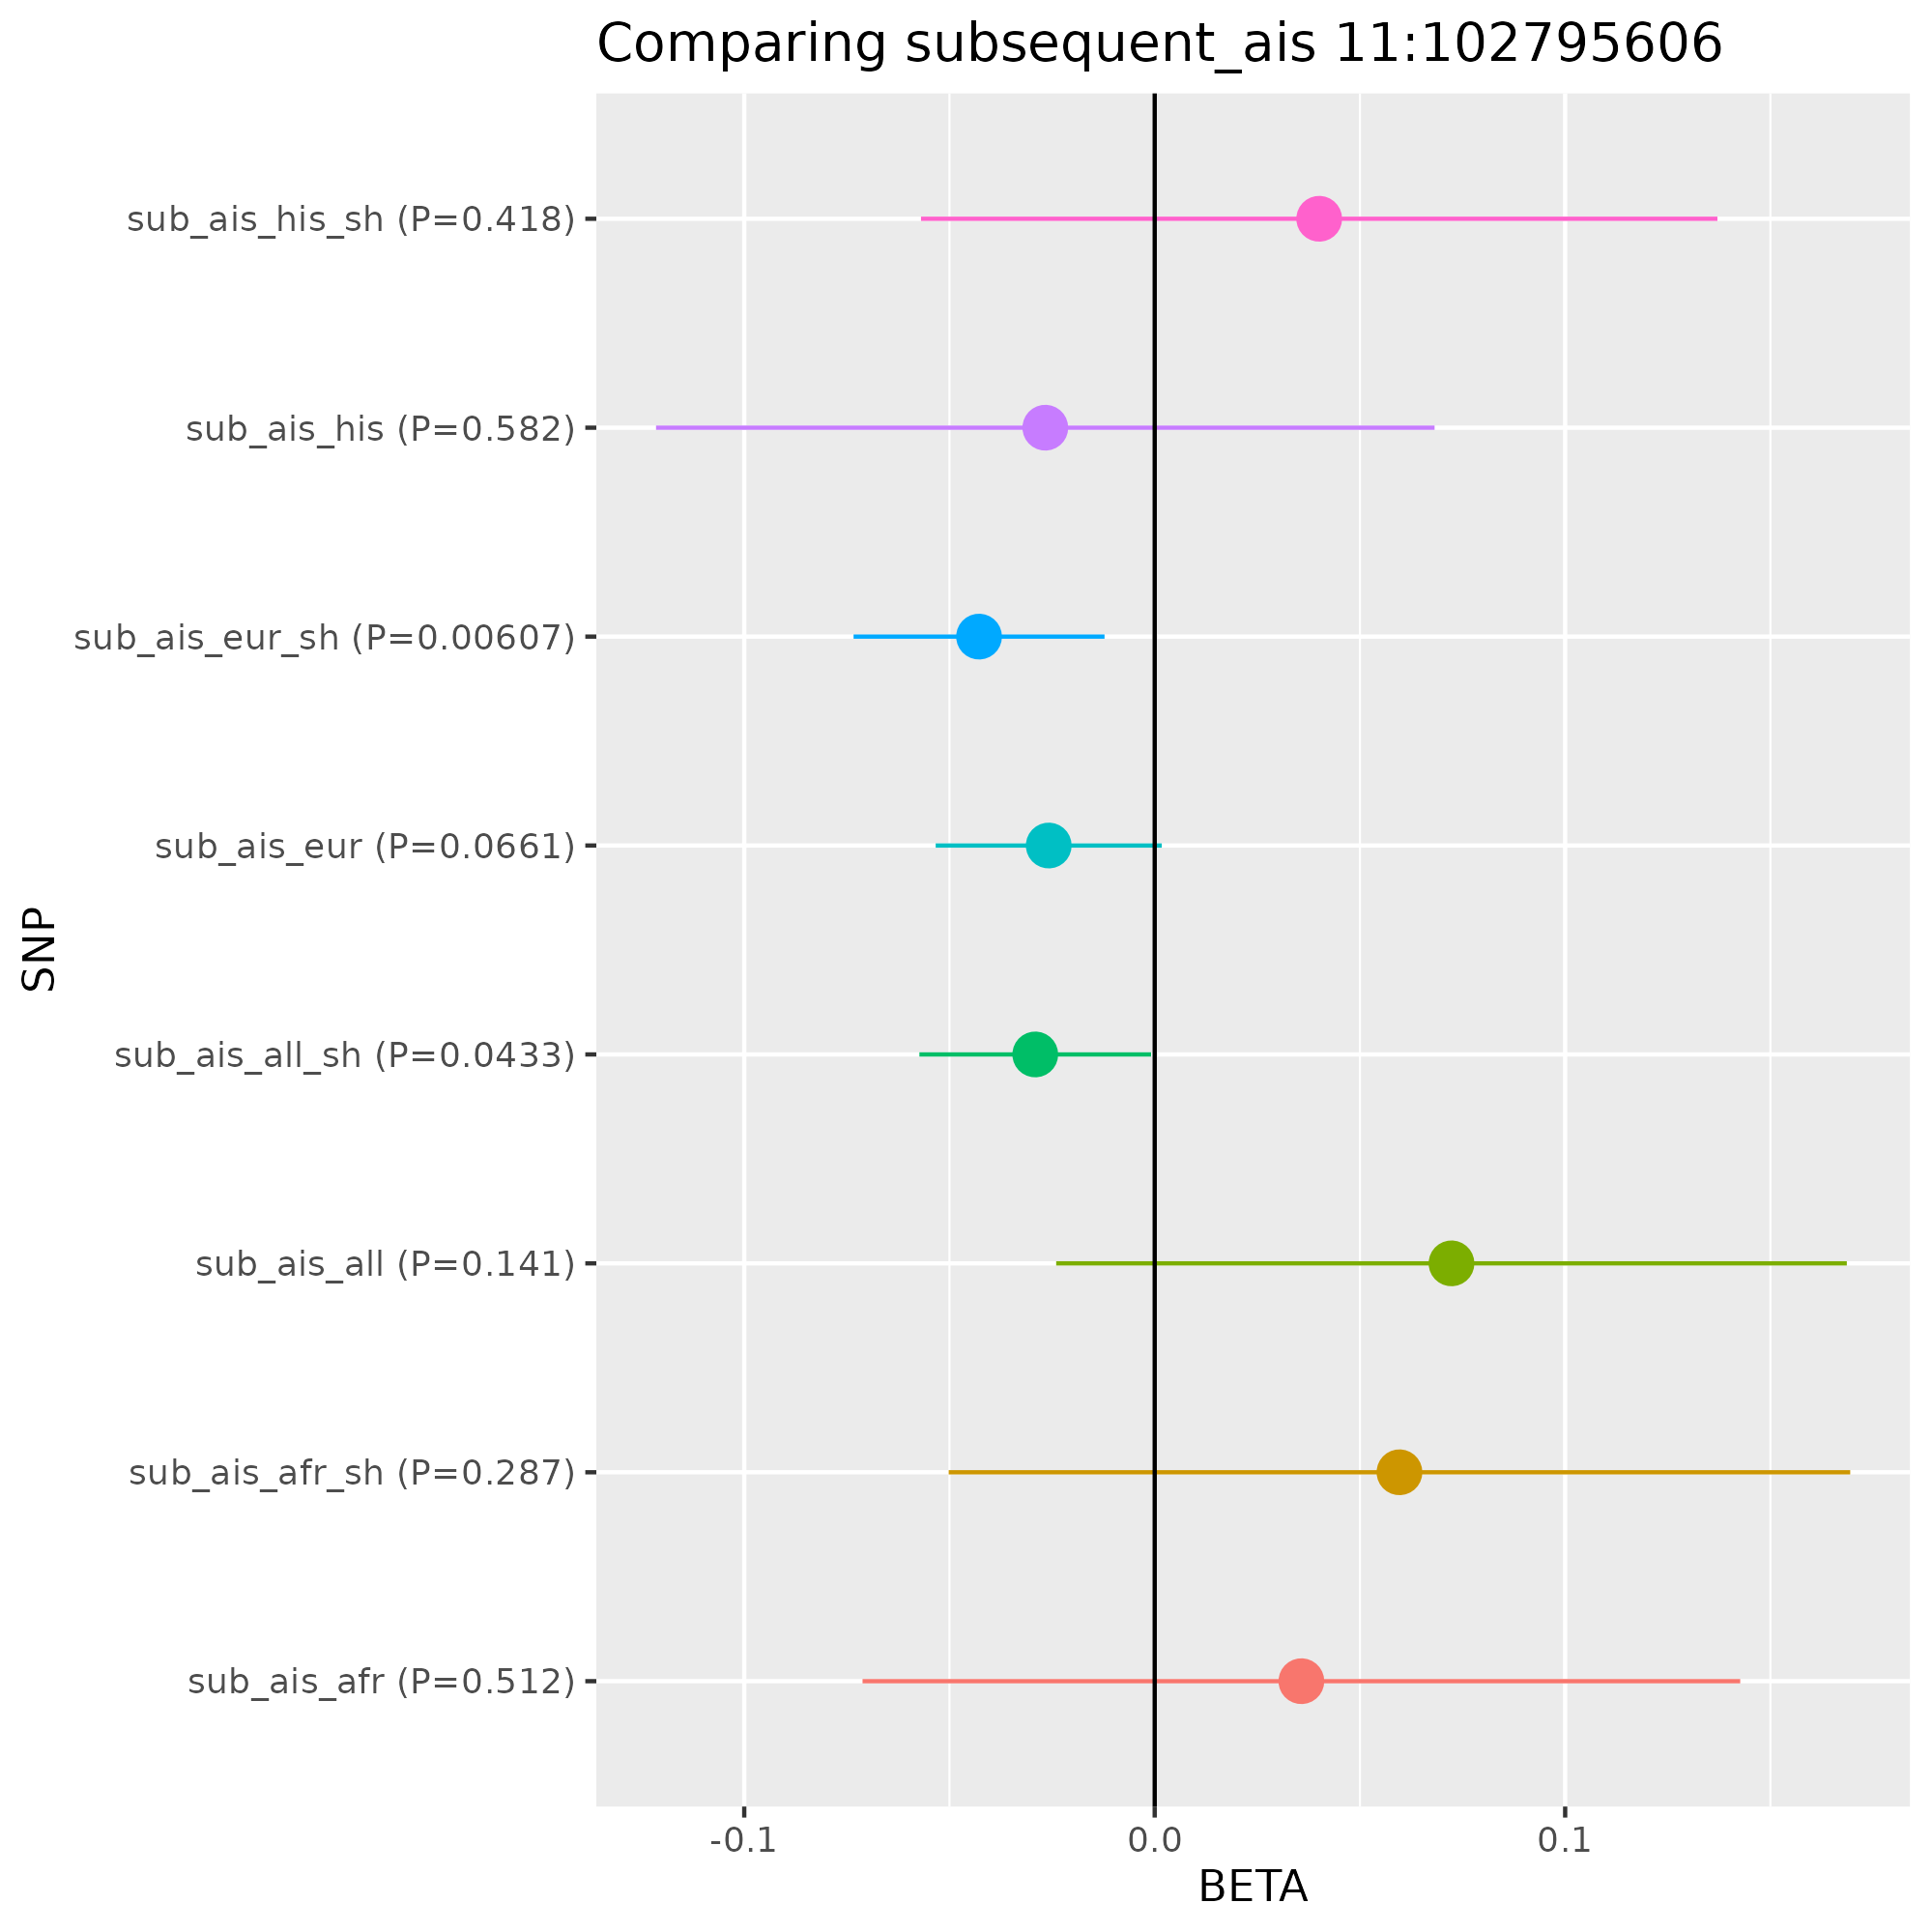 Comparing subsequent_ais 11:102795606
sub_ais_his_sh (P=0.418)
sub_ais_his (P=0.582)
sub_ais_eur_sh (P=0.00607)
sub_ais_eur (P=0.0661)
sub_ais_all_sh (P=0.0433)
sub_ais_all (P=0.141)
sub_ais_afr_sh (P=0.287)
sub_ais_afr (P=0.512)
SNP
-0.1 0.0 0.1
BETA